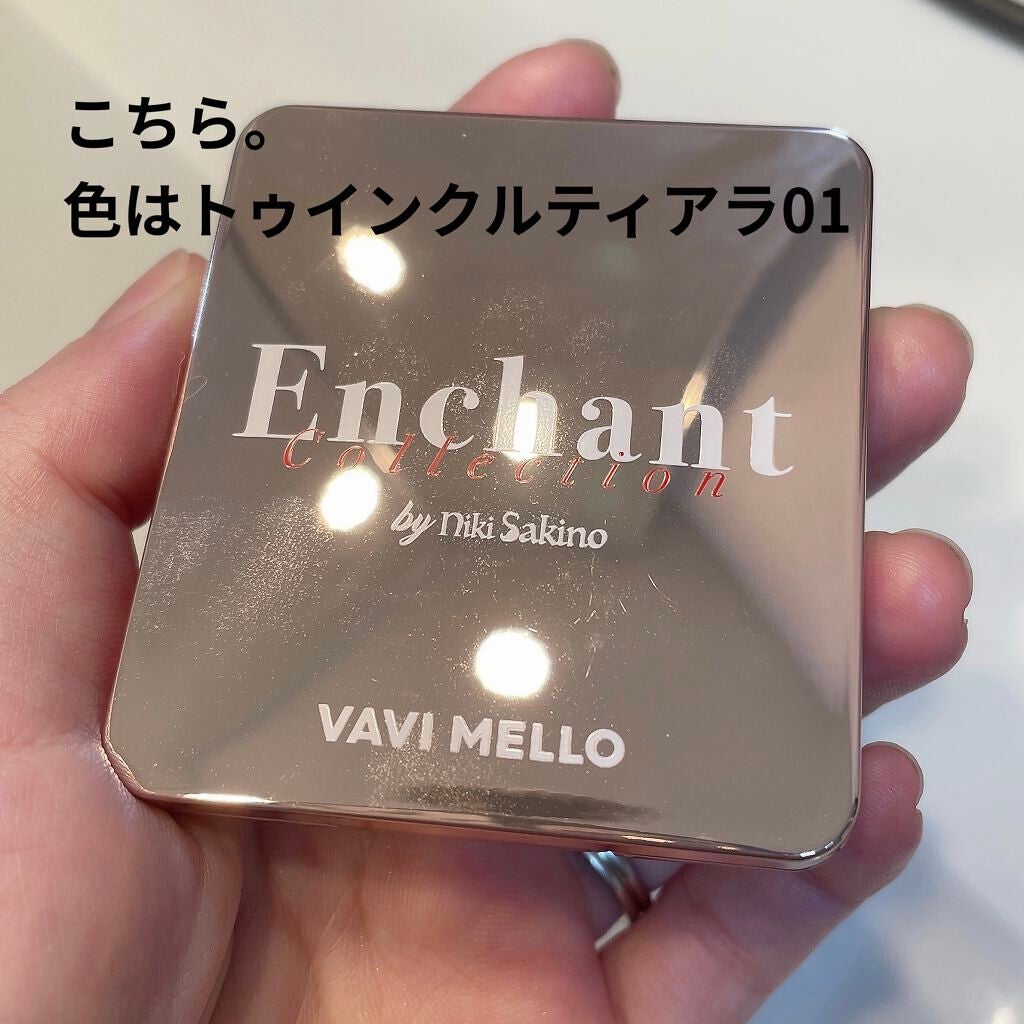 こちら。
色はトゥインクルティアラ01
Enchant
Collection
by Niki Sakino
VAVI MELLO